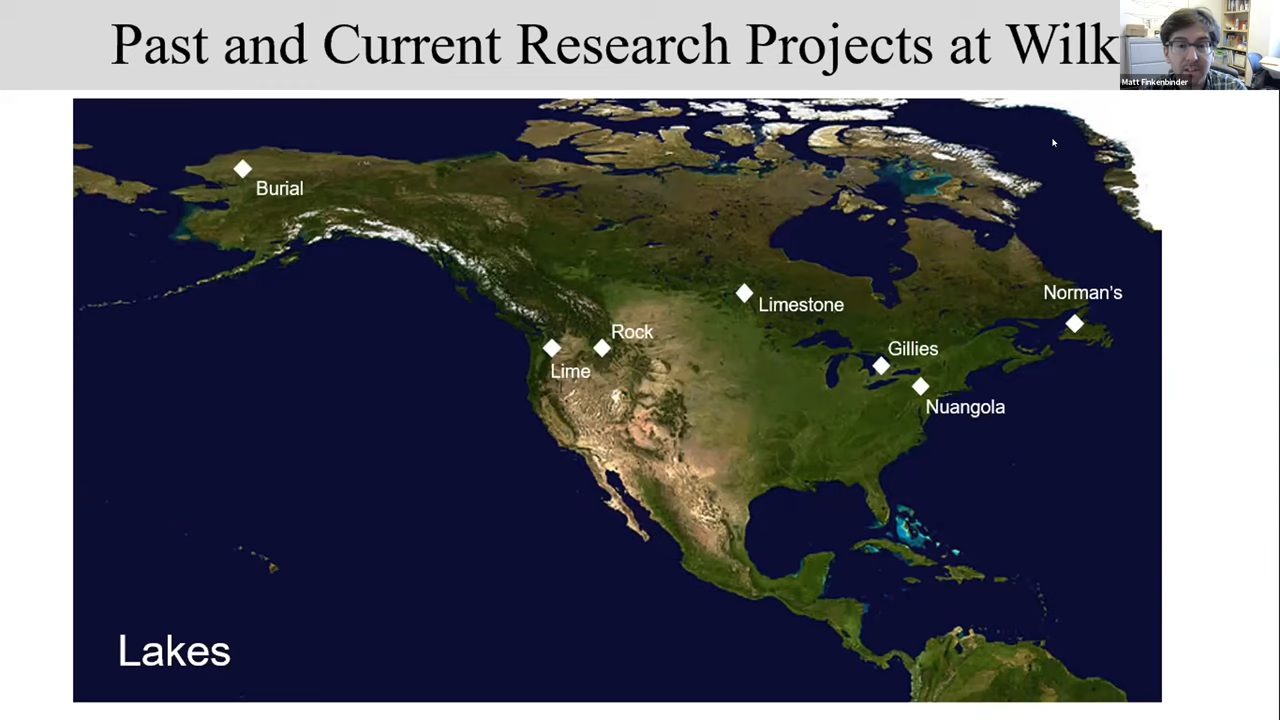 Past and Current Research Projects at Wilk
Matt Finkenbinder
Burial
Norman's
Limestone
Rock
Gillies
Lime
Nuangola
Lakes